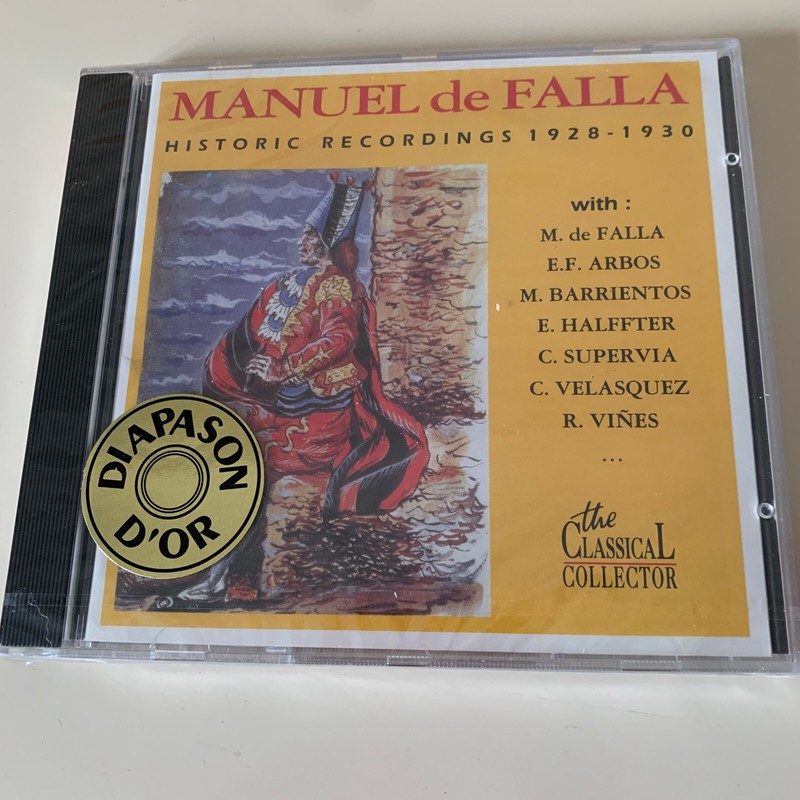 MANUEL de FALLA
HISTORIC RECORDINGS 1928-1930
with :
M. de FALLA
E.F. ARBOS
M. BARRIENTOS
E. HALFFTER
C. SUPERVIA
C. VELASQUEZ
R. VIÑES
...
the
CLASSICAL
COLLECTOR
DIAPASON
D'OR